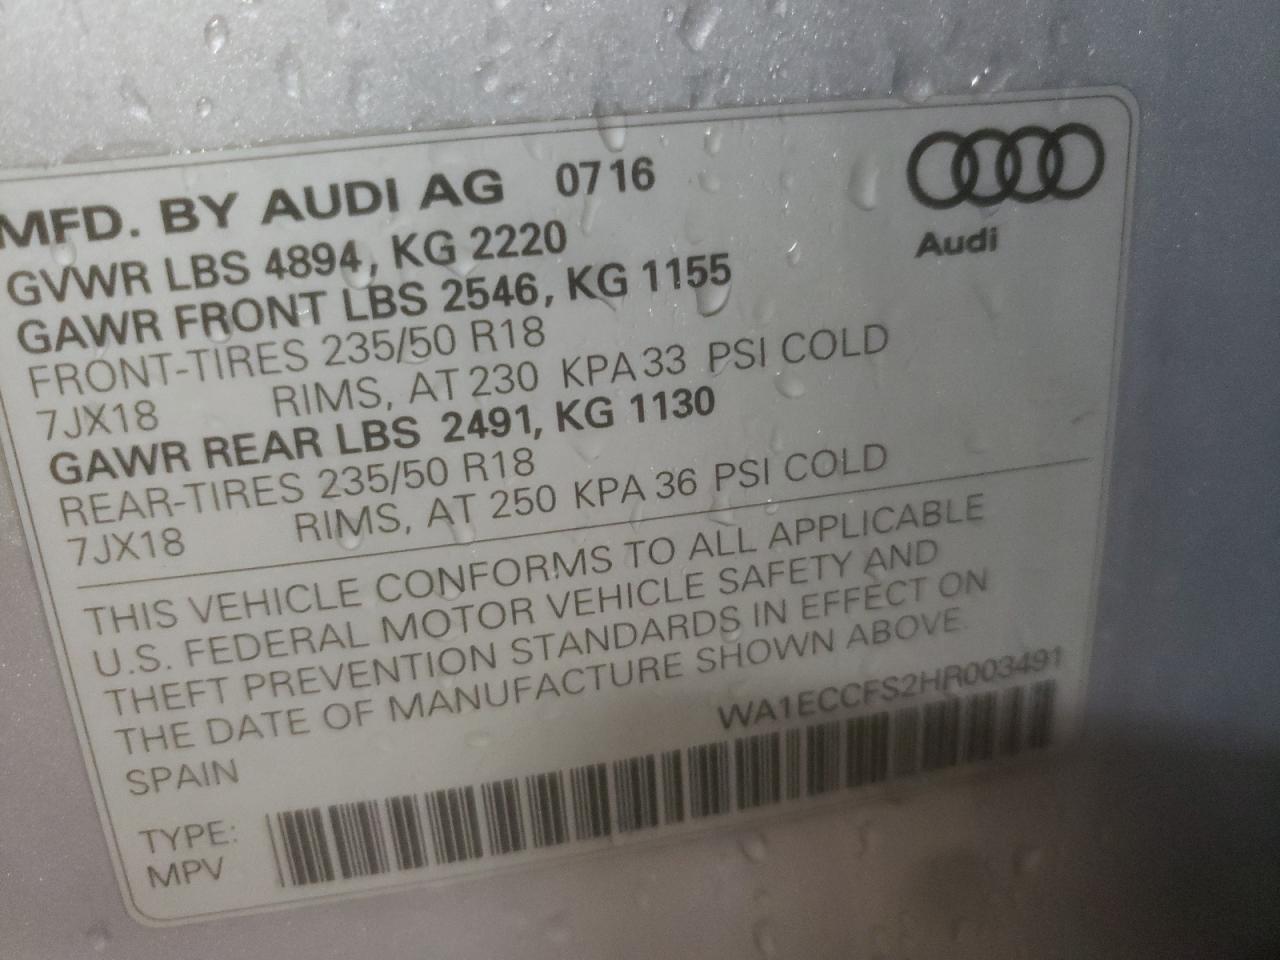 MFD. BY AUDI AG 0716
Audi
GVWR LBS 4894, KG 2220
GAWR FRONT LBS 2546, KG 1155
FRONT-TIRES 235/50 R18
7JX18 RIMS, AT 230 KPA 33 PSI COLD
GAWR REAR LBS 2491, KG 1130
REAR-TIRES 235/50 R18
7JX18 RIMS, AT 250 KPA 36 PSI COLD
THIS VEHICLE CONFORMS TO ALL APPLICABLE
U.S. FEDERAL MOTOR VEHICLE SAFETY AND
THEFT PREVENTION STANDARDS IN EFFECT ON
THE DATE OF MANUFACTURE SHOWN ABOVE.
SPAIN WA1ECCFS2HR003491
TYPE:
MPV